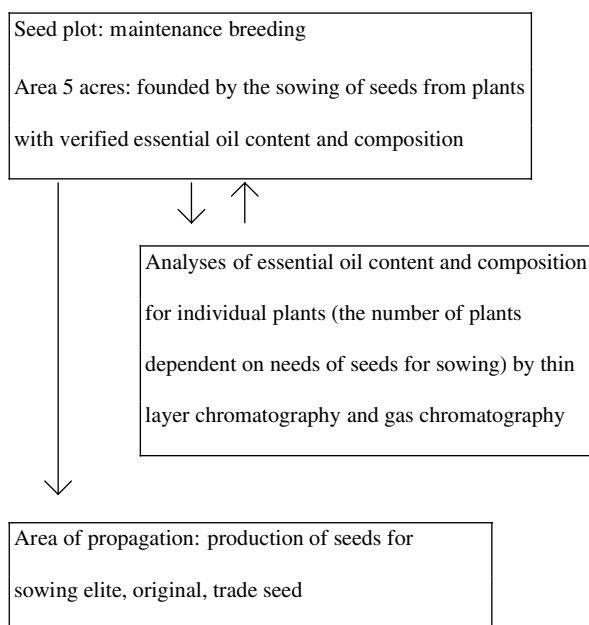 Seed plot: maintenance breeding
Area 5 acres: founded by the sowing of seeds from plants
with verified essential oil content and composition
Analyses of essential oil content and composition
for individual plants (the number of plants
dependent on needs of seeds for sowing) by thin
layer chromatography and gas chromatography
Area of propagation: production of seeds for
sowing elite, original, trade seed